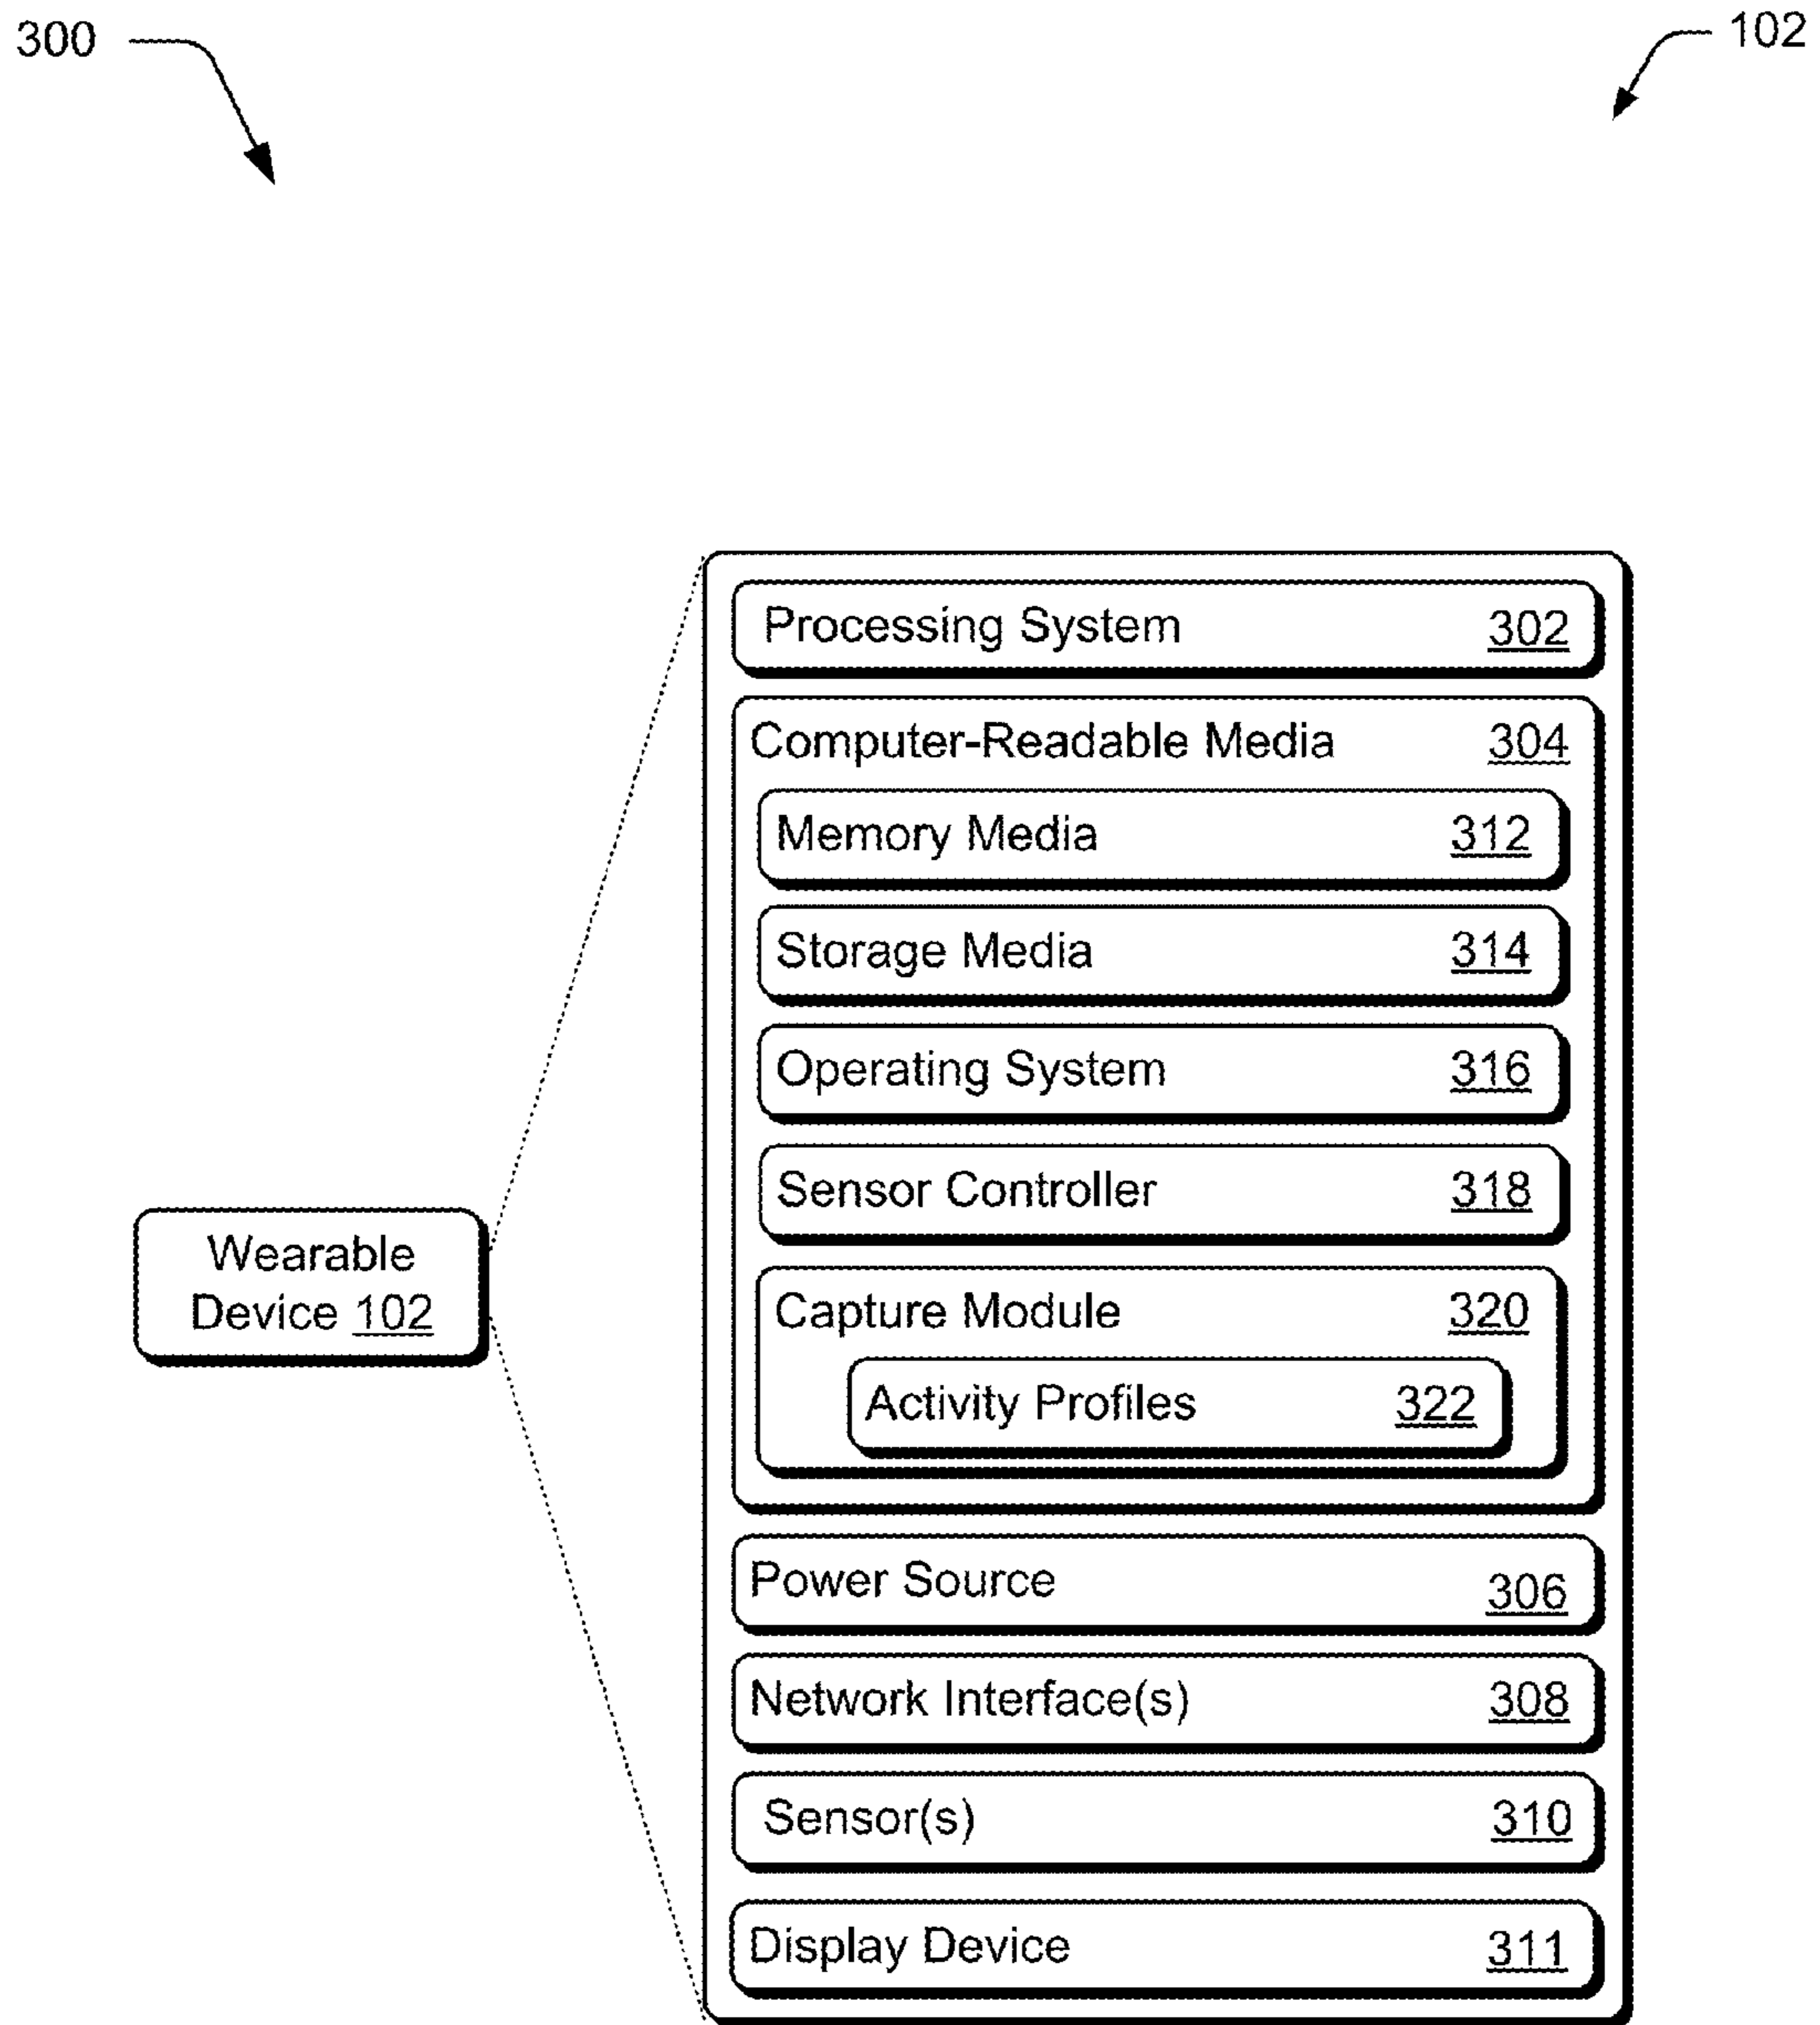 300
102
Processing System 302
Computer-Readable Media 304
Memory Media 312
Storage Media 314
Operating System 316
Sensor Controller 318
Wearable
Device 102
Capture Module 320
Activity Profiles 322
Power Source 306
Network Interface(s) 308
Sensor(s) 310
Display Device 311